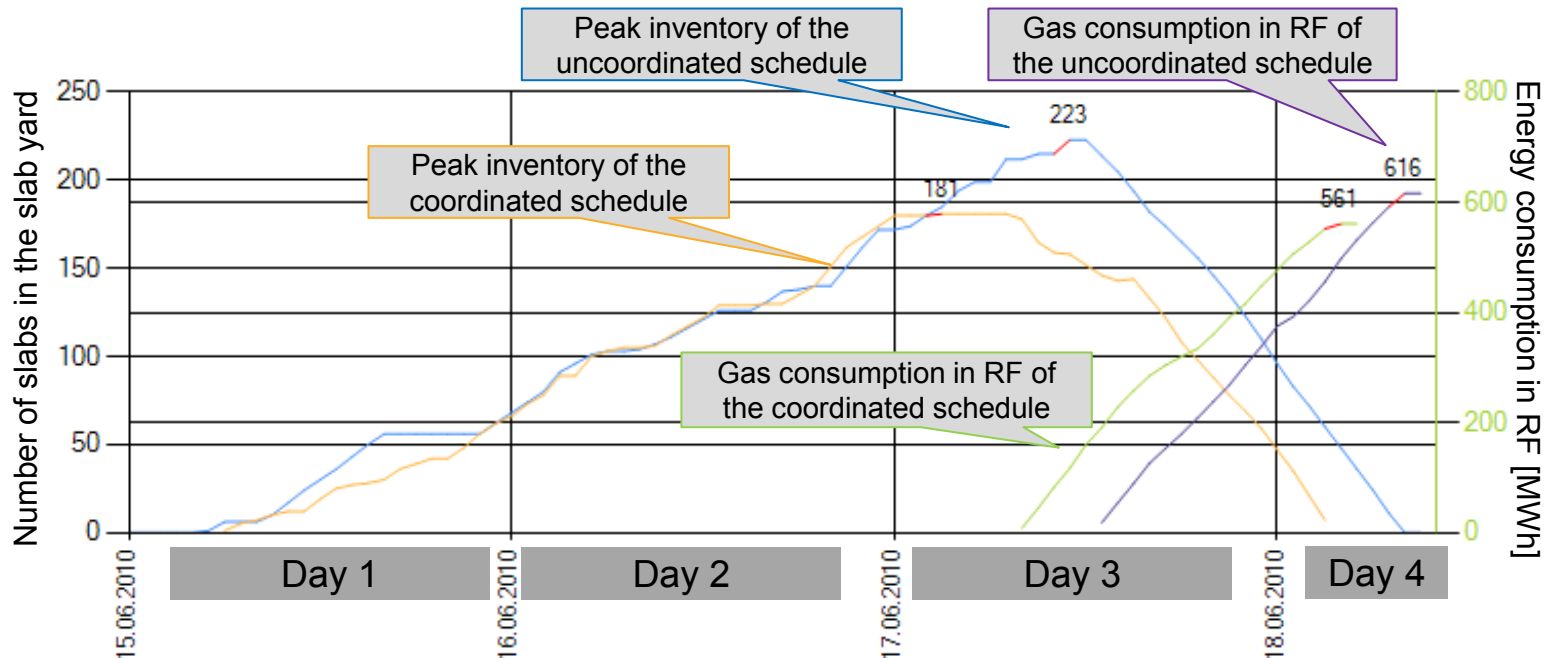 Peak inventory of the
uncoordinated schedule
Gas consumption in RF of
the uncoordinated schedule
Number of slabs in the slab yard
250
200
150
100
50
0
Peak inventory of the
coordinated schedule
181
223
561
616
Gas consumption in RF of
the coordinated schedule
800
600
400
200
0
Energy consumption in RF [MWh]
15.06.2010
16.06.2010
17.06.2010
18.06.2010
Day 1
Day 2
Day 3
Day 4